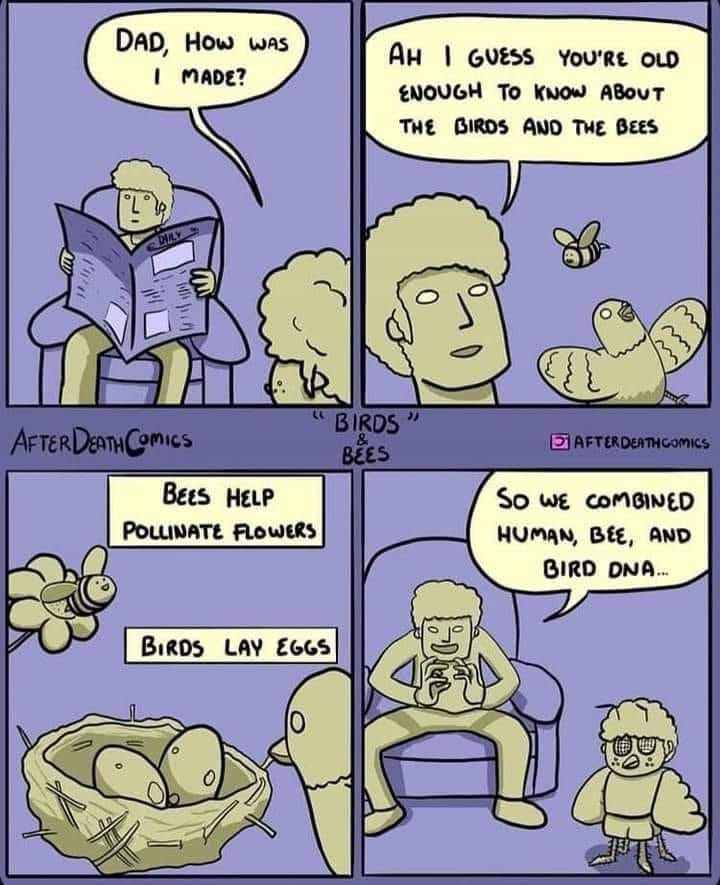 DAD, HOW WAS
I MADE?
DAILY
AH I GUESS YOU'RE OLD
ENOUGH TO KNOW ABOUT
THE BIRDS AND THE BEES
AFTERDEATHCOMICS
"BIRDS"
&
BEES
AFTERDEATHCOMICS
BEES HELP
POLLINATE FLOWERS
BIRDS LAY EGGS
SO WE COMBINED
HUMAN, BEE, AND
BIRD DNA...